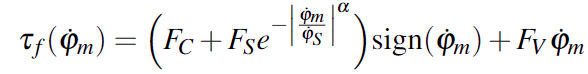 τ_f(φ̇_m) = (F_C + F_S e^{-|φ̇_m/φ̇_S|^α}) sign(φ̇_m) + F_V φ̇_m